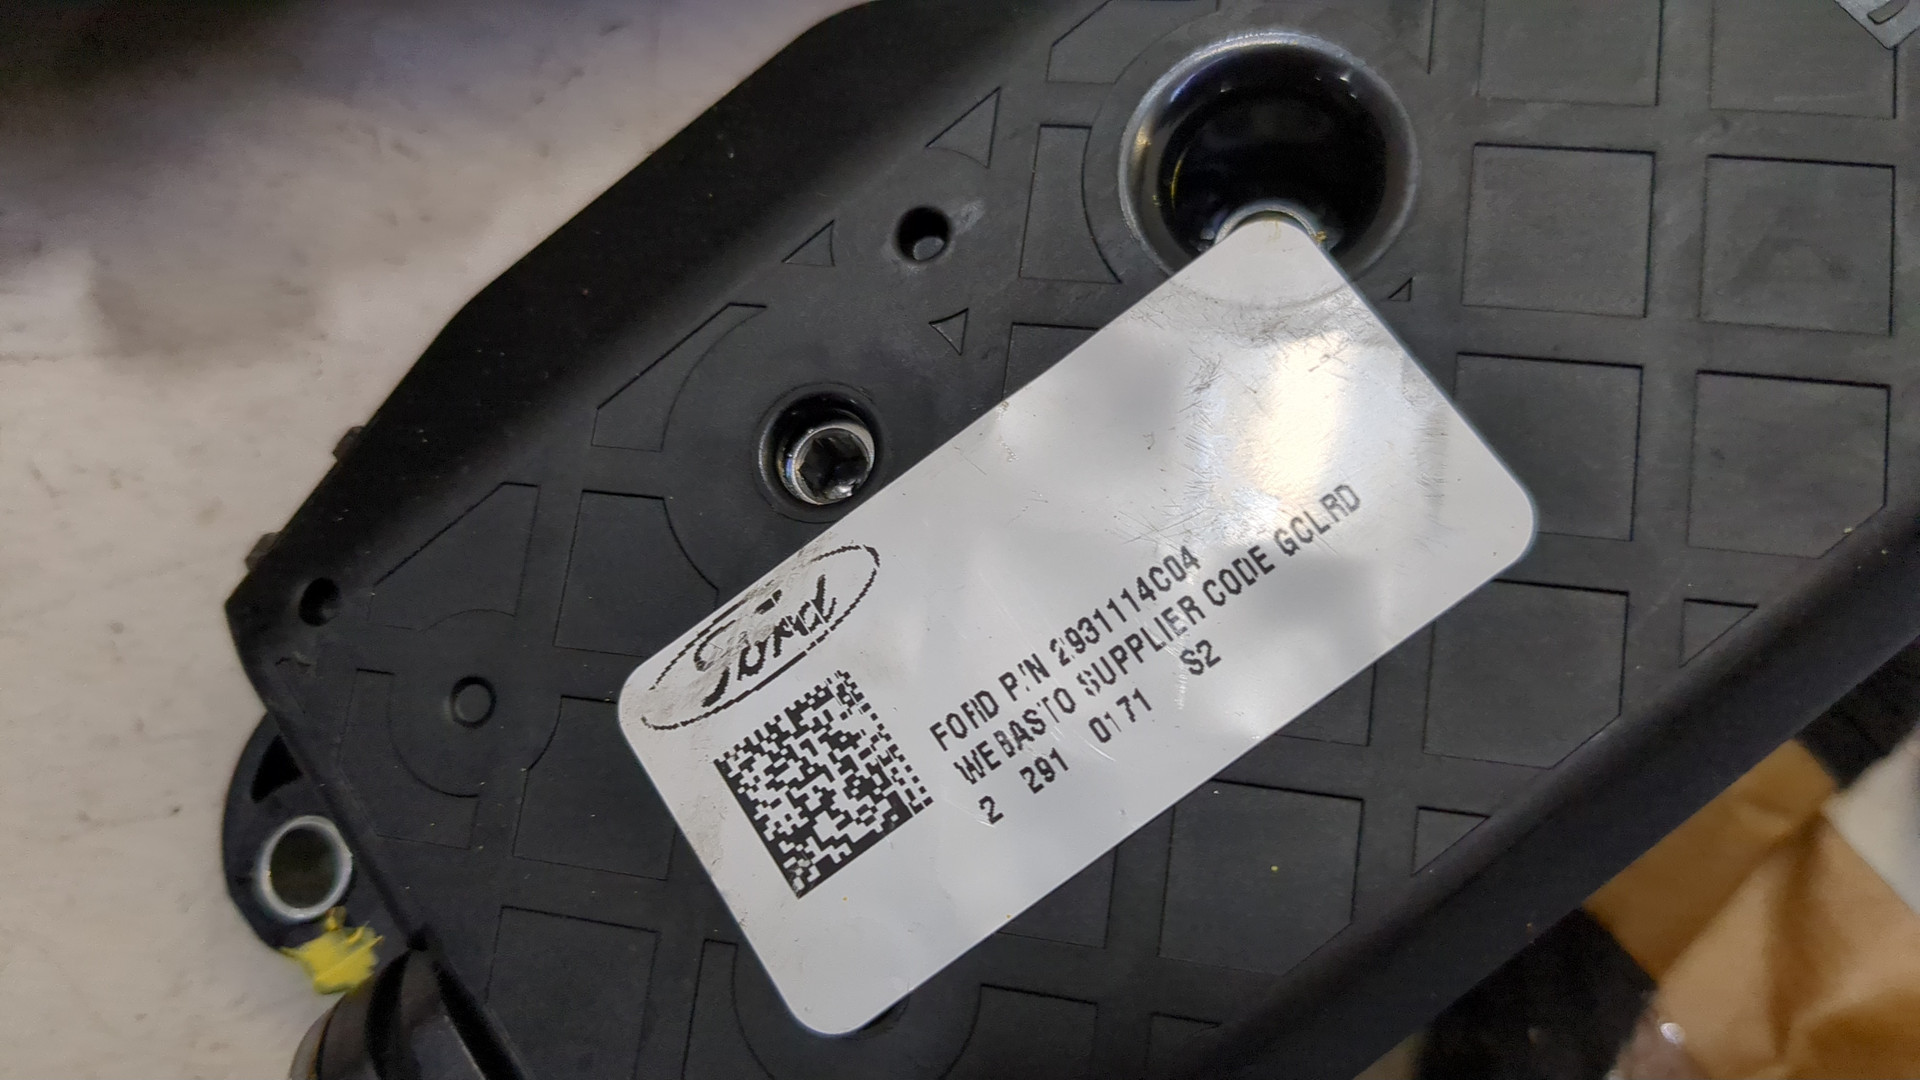 Ford
FORD P/N 2931114C04
WEBASTO SUPPLIER CODE GCLRD
2 291 0171 S2